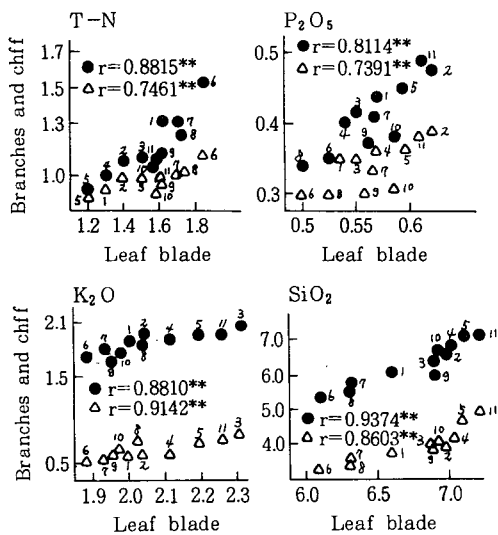 T-N
Branches and chff
1.7
1.5
1.3
1.0
● r=0.8815**
△ r=0.7461**
1.2 1.4 1.6 1.8
Leaf blade
P₂O₅
0.5
0.4
0.3
● r=0.8114**
△ r=0.7391**
0.5 0.55 0.6
Leaf blade
K₂O
Branches and chff
2.1
1.5
0.5
● r=0.8810**
△ r=0.9142**
1.9 2.0 2.1 2.2 2.3
Leaf blade
SiO₂
7.0
6.0
5.0
4.0
● r=0.9374**
△ r=0.8603**
6.0 6.5 7.0
Leaf blade